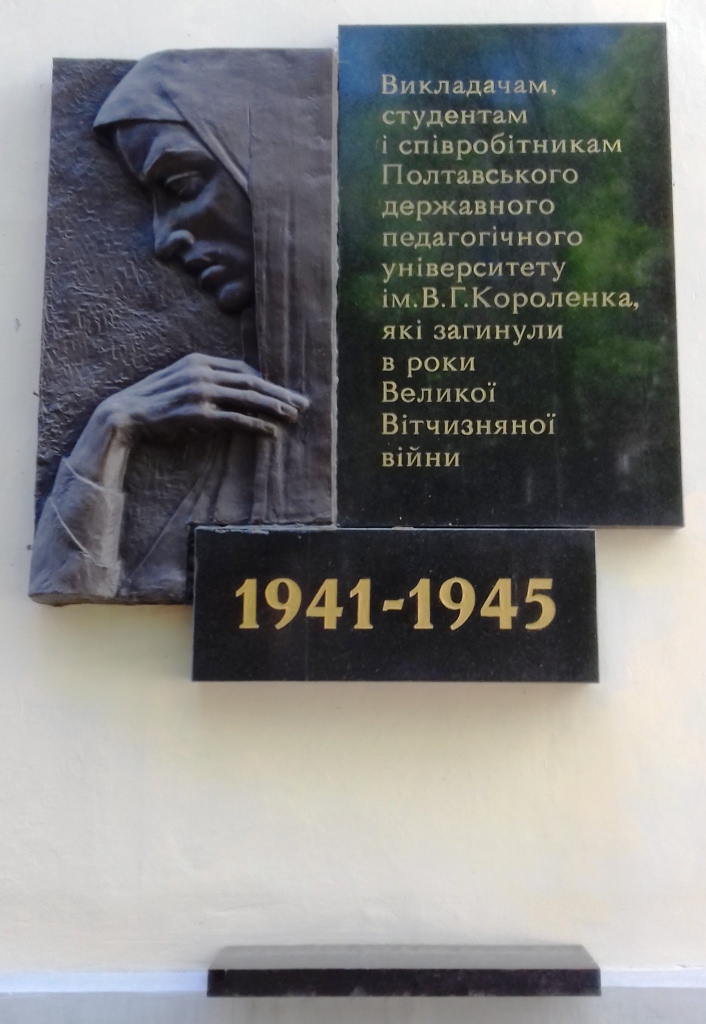 Викладачам,
студентам
і співробітникам
Полтавського
державного
педагогічного
університету
ім.В.Г.Короленка,
які загинули
в роки
Великої
Вітчизняної
війни
1941-1945